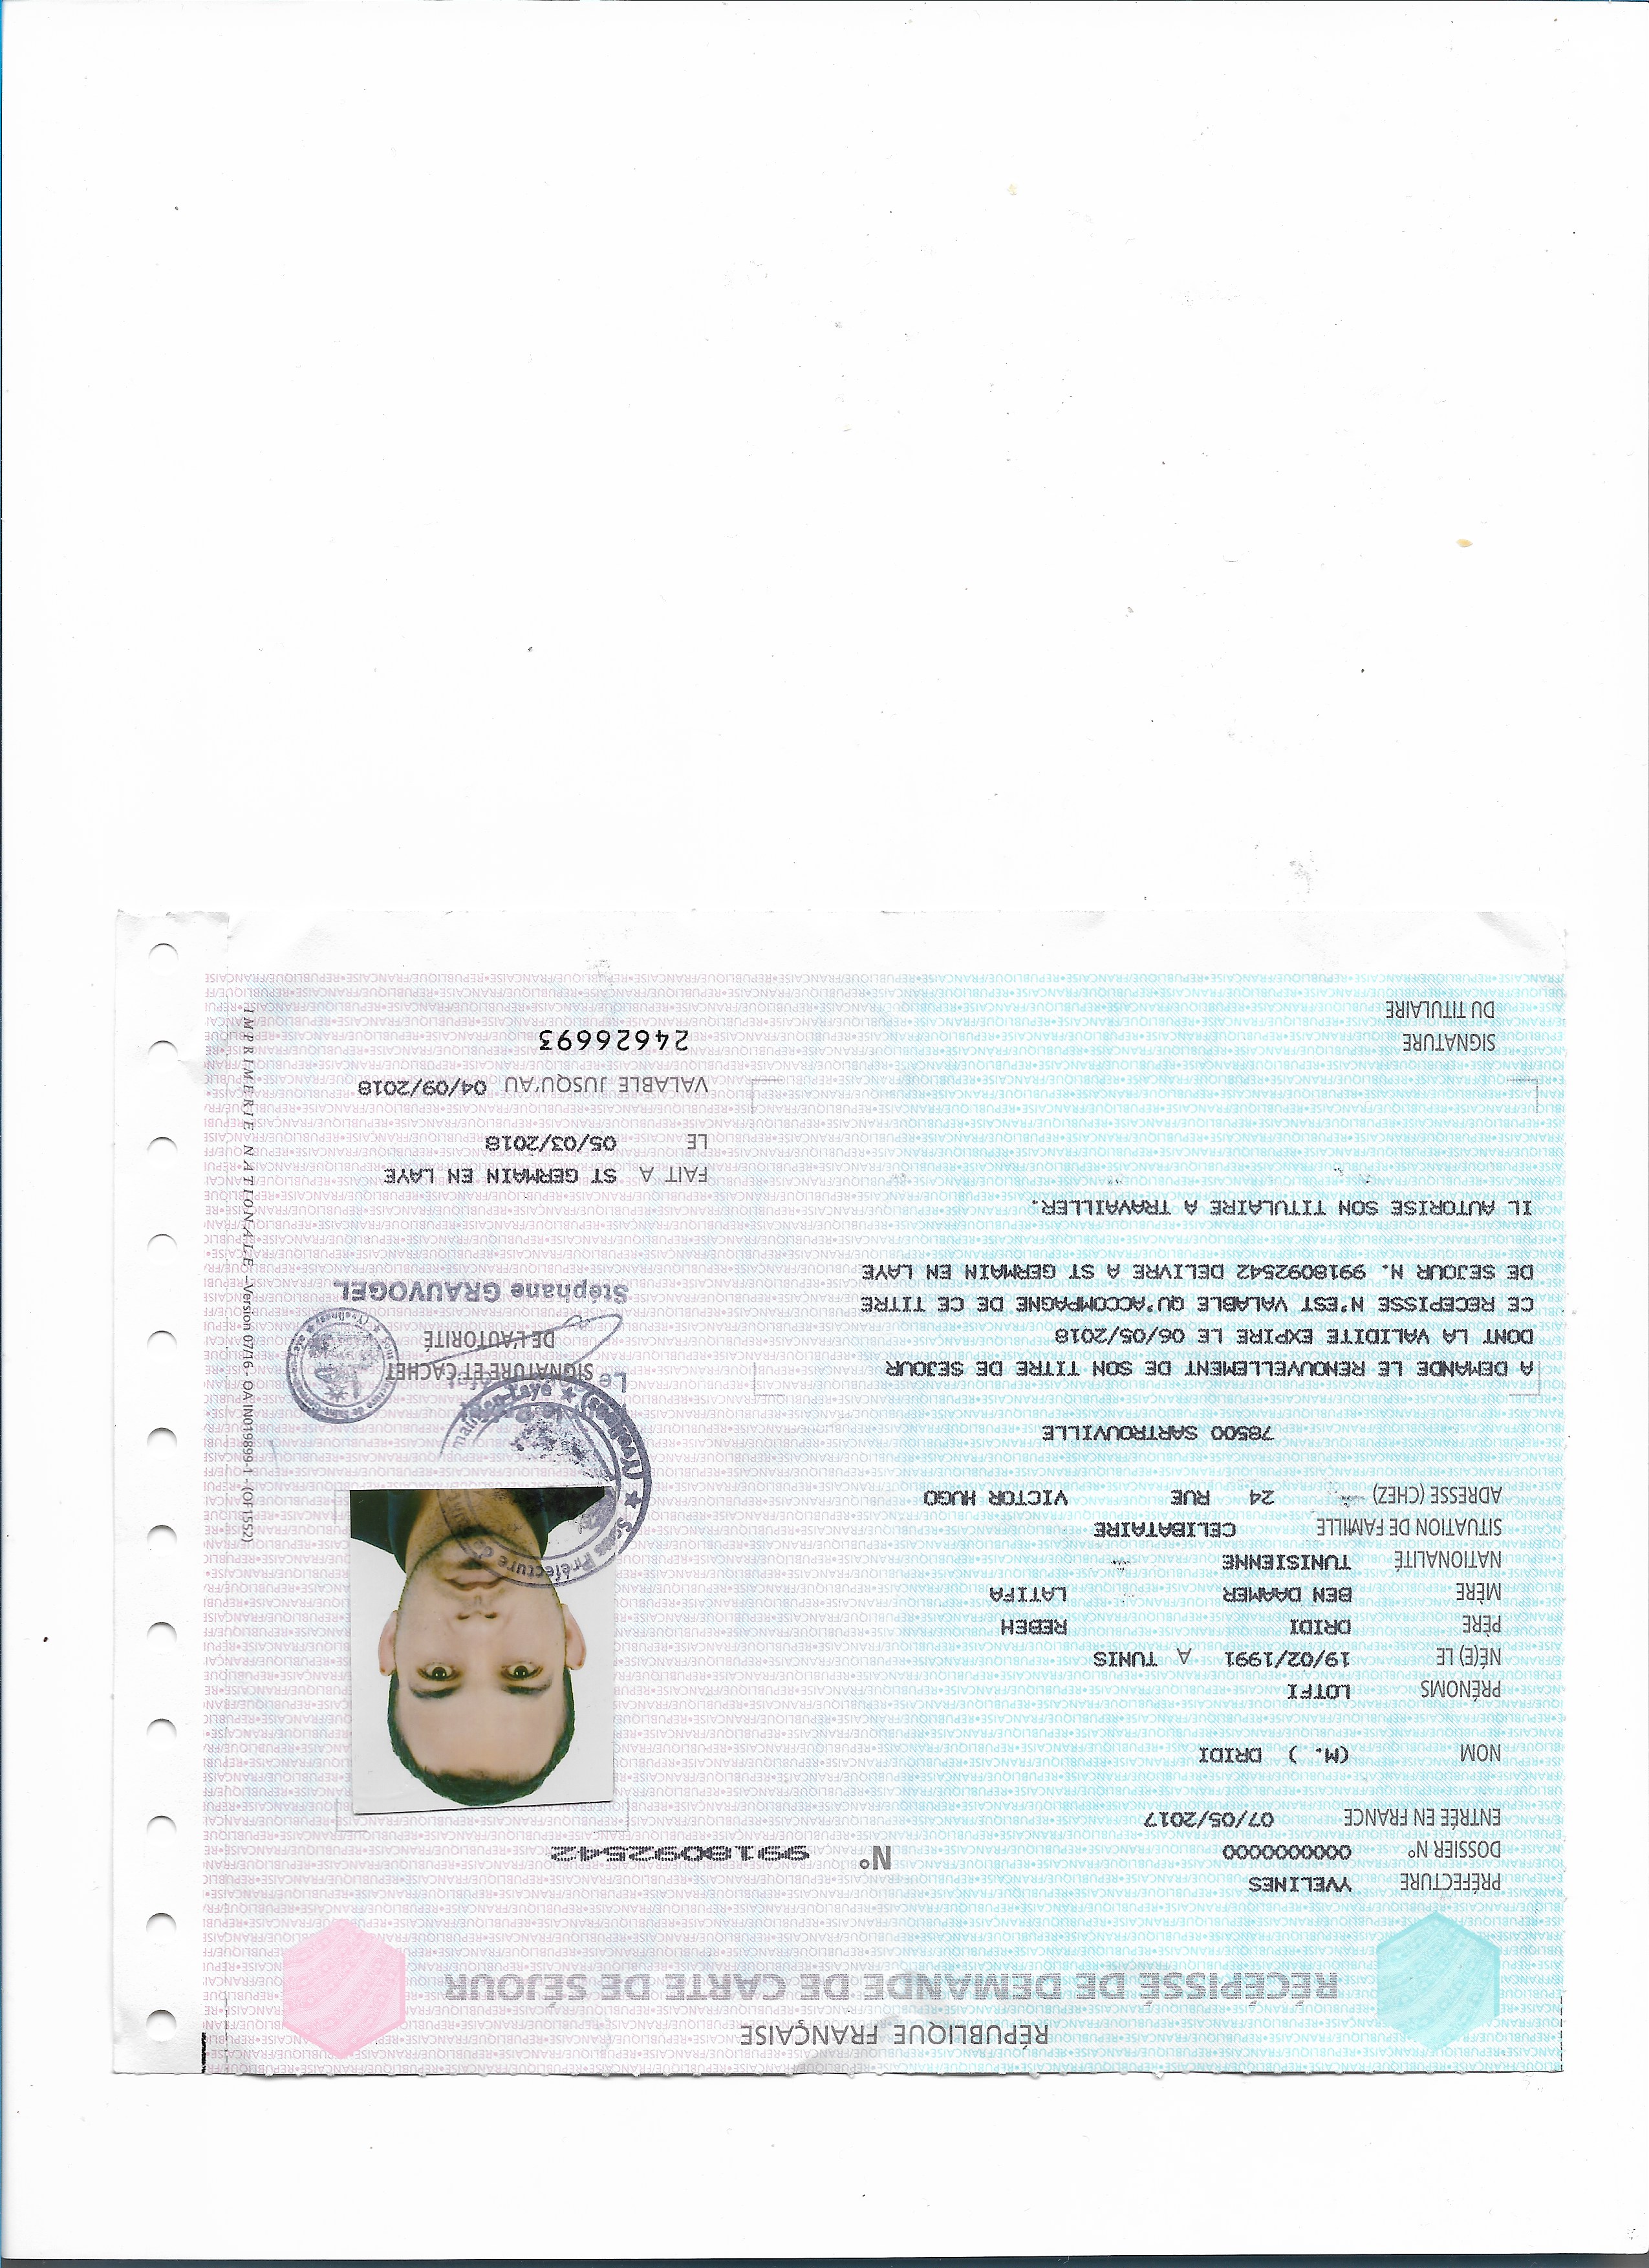 RÉPUBLIQUE FRANÇAISE
RÉCÉPISSÉ DE DEMANDE DE CARTE DE SÉJOUR
PRÉFECTURE YVELINES
DOSSIER N° 0000000000
N° 9918092542
ENTRÉE EN FRANCE 07/05/2017
NOM (M. ) DRIDI
PRÉNOMS LOTFI
NÉ(E) LE 19/02/1991 A TUNIS
PÈRE DRIDI REBEH
MÈRE BEN DAAMER LATIFA
NATIONALITÉ TUNISIENNE
SITUATION DE FAMILLE CELIBATAIRE
ADRESSE (CHEZ) 24 RUE VICTOR HUGO
78500 SARTROUVILLE
A DEMANDE LE RENOUVELLEMENT DE SON TITRE DE SEJOUR
DONT LA VALIDITE EXPIRE LE 06/05/2018
CE RECEPISSE N'EST VALABLE QU'ACCOMPAGNE DE CE TITRE
DE SEJOUR N. 9918092542 DELIVRE A ST GERMAIN EN LAYE
IL AUTORISE SON TITULAIRE A TRAVAILLER.
Sous Préfecture
Le
SIGNATURE ET CACHET
DE L'AUTORITÉ
(Yvelines)
Stéphane GRAUVOGEL
FAIT A ST GERMAIN EN LAYE
LE 05/03/2018
VALABLE JUSQU'AU 04/09/2018
24626693
SIGNATURE
DU TITULAIRE
IMPRIMERIE NATIONALE – Version 07/16 - OA IN019899-1 - (OF11552)